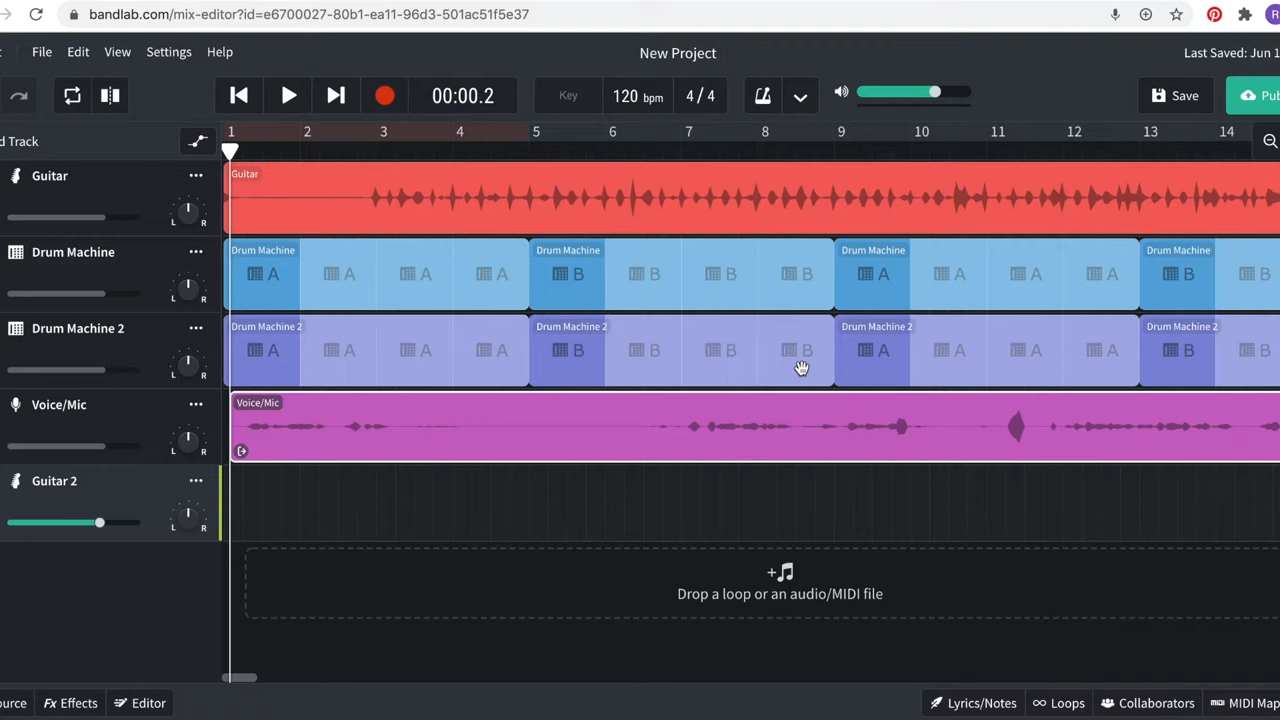 bandlab.com/mix-editor?id=e6700027-80b1-ea11-96d3-501ac51f5e37
File Edit View Settings Help
New Project
Last Saved: Jun 1
00:00.2
Key
120 bpm
4 / 4
Save
Pub
d Track
1 2 3 4 5 6 7 8 9 10 11 12 13 14
Guitar
L R
Guitar
Drum Machine
L R
Drum Machine Drum Machine Drum Machine Drum Machine
A A A A B B B B A A A A B B
Drum Machine 2
L R
Drum Machine 2 Drum Machine 2 Drum Machine 2 Drum Machine 2
A A A A B B B B A A A A B B
Voice/Mic
L R
Voice/Mic
Guitar 2
L R
Drop a loop or an audio/MIDI file
ource Fx Effects Editor Lyrics/Notes Loops Collaborators MIDI Map